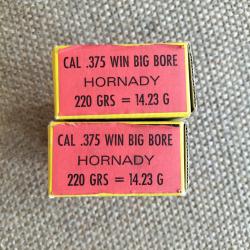 CAL .375 WIN BIG BORE
HORNADY
220 GRS = 14.23 G
CAL .375 WIN BIG BORE
HORNADY
220 GRS = 14.23 G